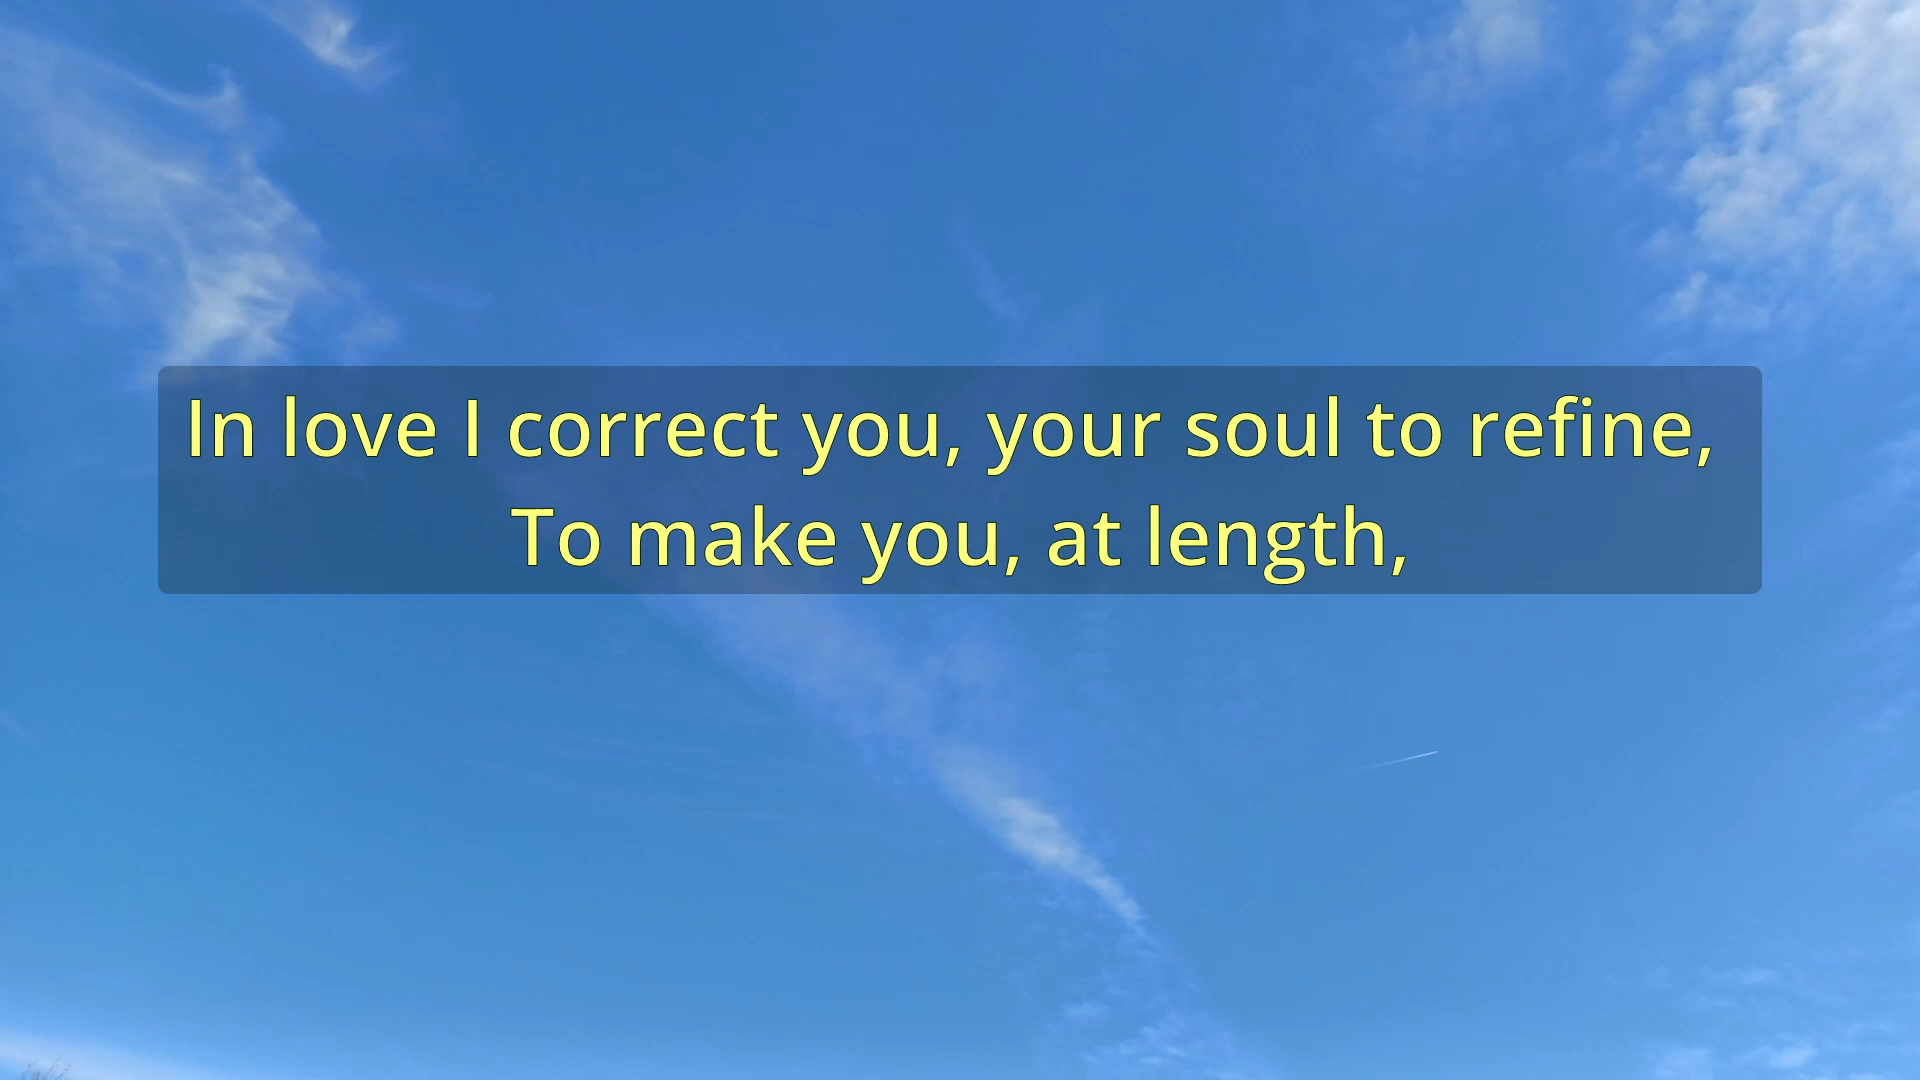 In love I correct you, your soul to refine,
To make you, at length,